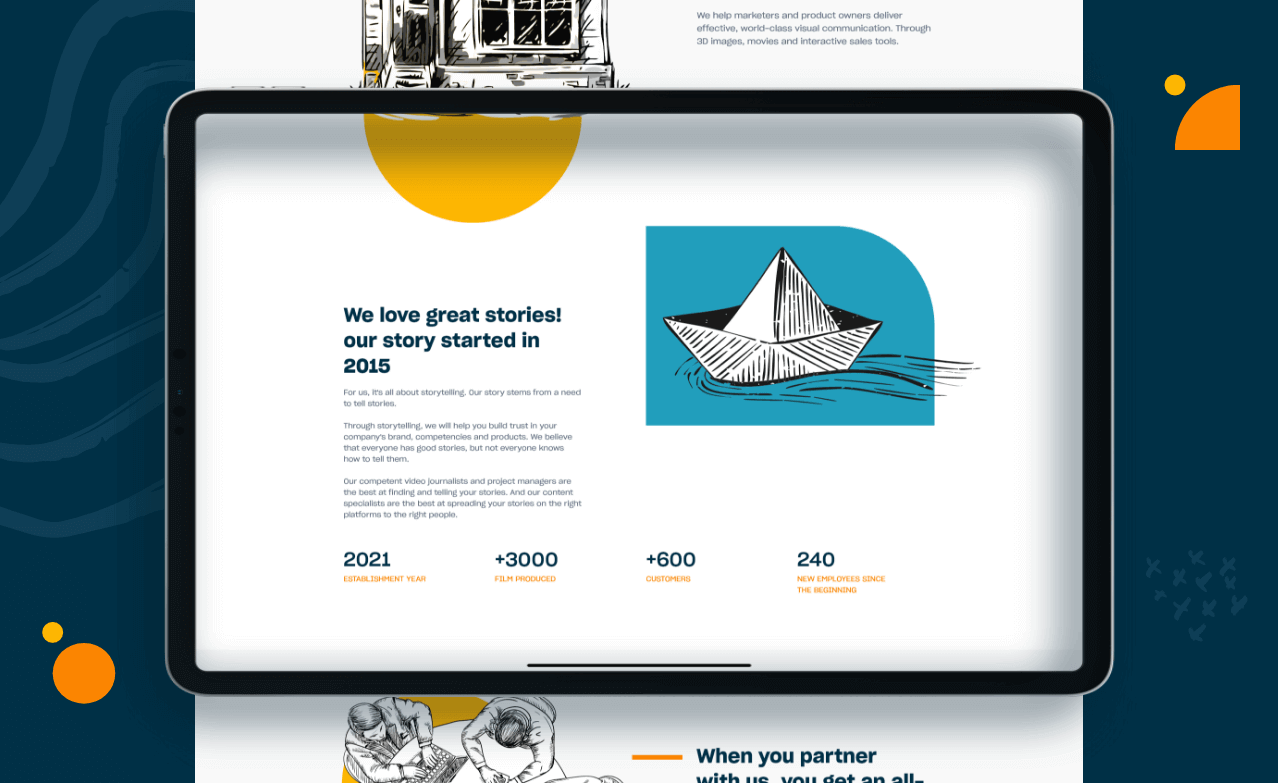 We help marketers and product owners deliver
effective, world-class visual communication. Through
3D images, movies and interactive sales tools.
We love great stories!
our story started in
2015
For us, it's all about storytelling. Our story stems from a need
to tell stories.
Through storytelling, we will help you build trust in your
company's brand, competencies and products. We believe
that everyone has good stories, but not everyone knows
how to tell them.
Our competent video journalists and project managers are
the best at finding and telling your stories. And our content
specialists are the best at spreading your stories on the right
platforms to the right people.
2021
ESTABLISHMENT YEAR
+3000
FILM PRODUCED
+600
CUSTOMERS
240
NEW EMPLOYEES SINCE
THE BEGINNING
When you partner
with us, you get an all-